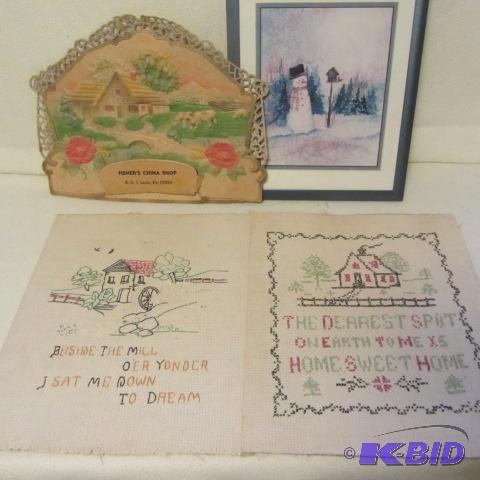 FISHER'S CHINA SHOP
BESIDE THE MILL
O'ER YONDER
I SAT ME DOWN
TO DREAM
THE DEAREST SPOT
ON EARTH TO ME IS
HOME SWEET HOME
© K-BID